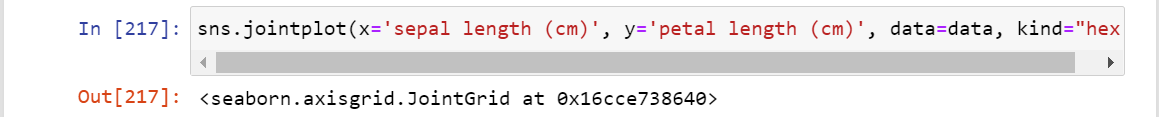 In [217]: sns.jointplot(x='sepal length (cm)', y='petal length (cm)', data=data, kind="hex
Out[217]: <seaborn.axisgrid.JointGrid at 0x16cce738640>